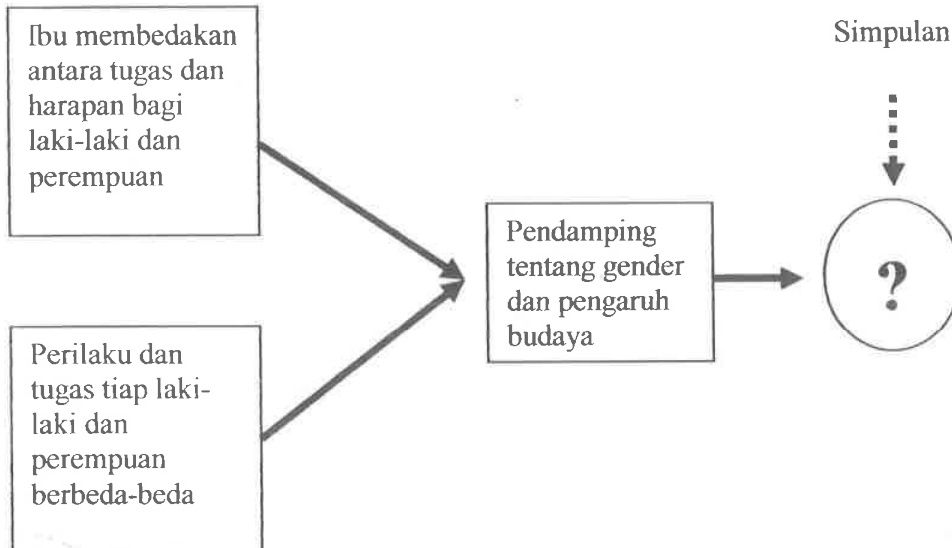 Ibu membedakan
antara tugas dan
harapan bagi
laki-laki dan
perempuan
Perilaku dan
tugas tiap laki-
laki dan
perempuan
berbeda-beda
Pendamping
tentang gender
dan pengaruh
budaya
Simpulan
?